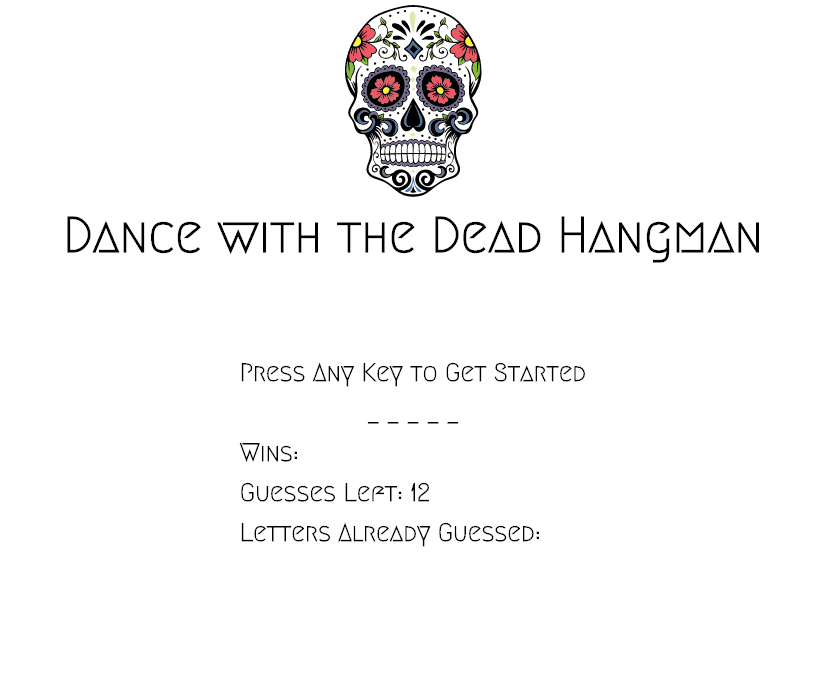 Dance with the Dead Hangman
Press Any Key to Get Started
_ _ _ _ _
Wins:
Guesses Left: 12
Letters Already Guessed: